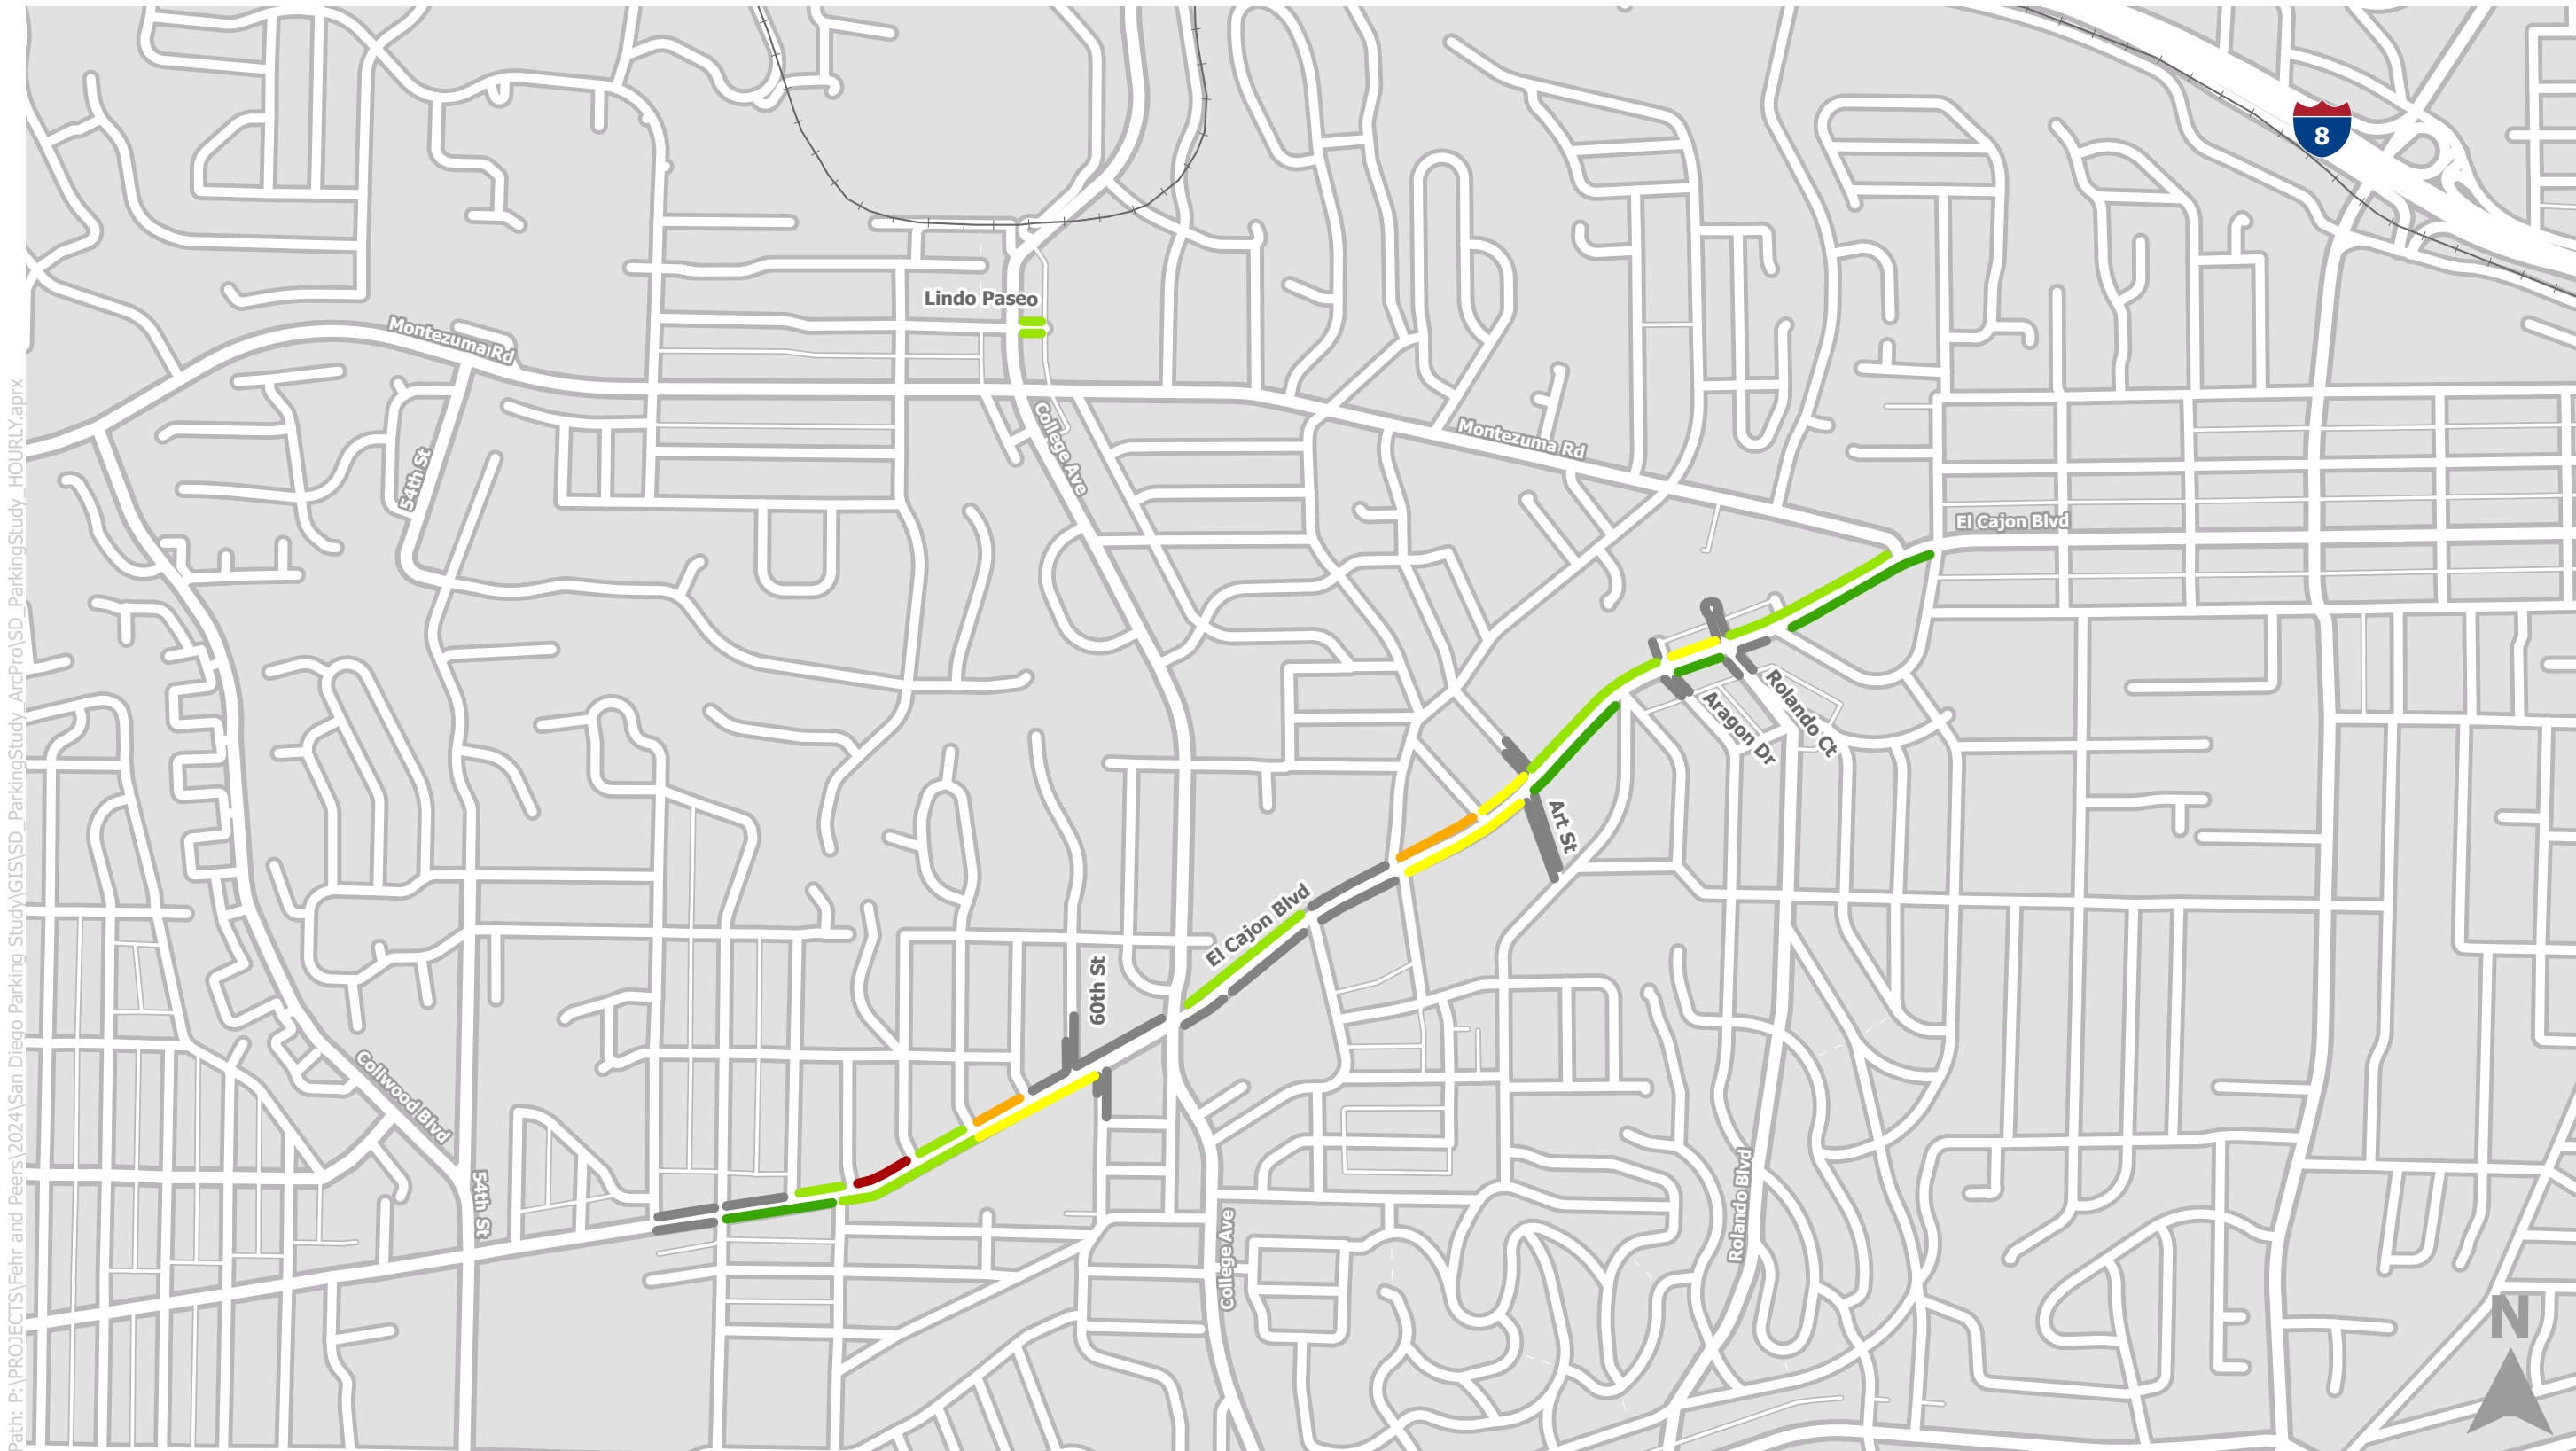 8
Lindo Paseo
Montezuma Rd
College Ave
Montezuma Rd
54th St
El Cajon Blvd
Rolando Ct
Aragon Dr
Art St
El Cajon Blvd
60th St
Collwood Blvd
54th St
Rolando Blvd
College Ave
N
Path: P:\PROJECTS\Fehr and Peers\2024\San Diego Parking Study\GIS\SD_ParkingStudy_ArcPro\SD_ParkingStudy_HOURLY.aprx